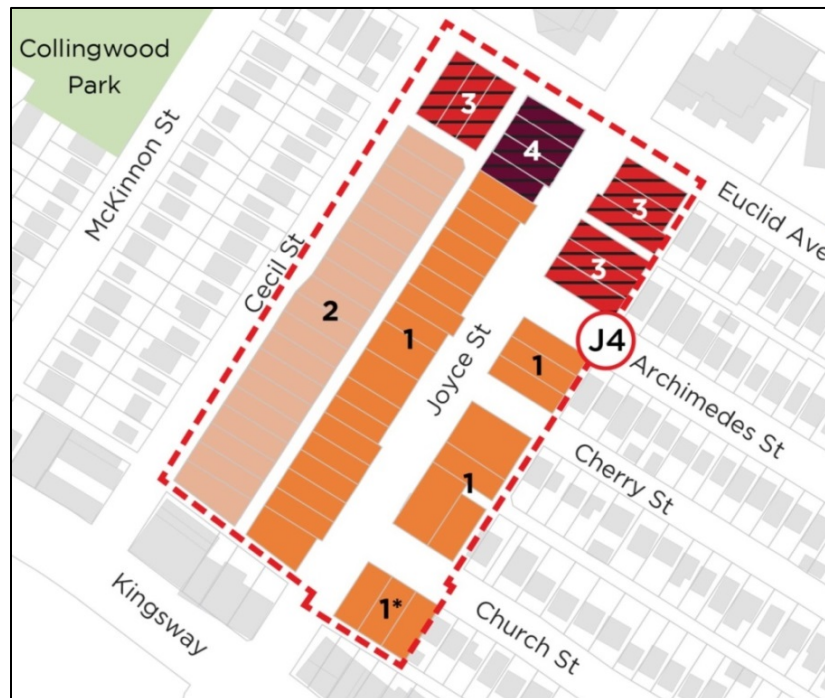 Collingwood
Park
McKinnon St
3
4
3
Euclid Ave
3
Cecil St
2
1
Joyce St
1
J4
Archimedes St
1
Cherry St
Kingsway
1*
Church St